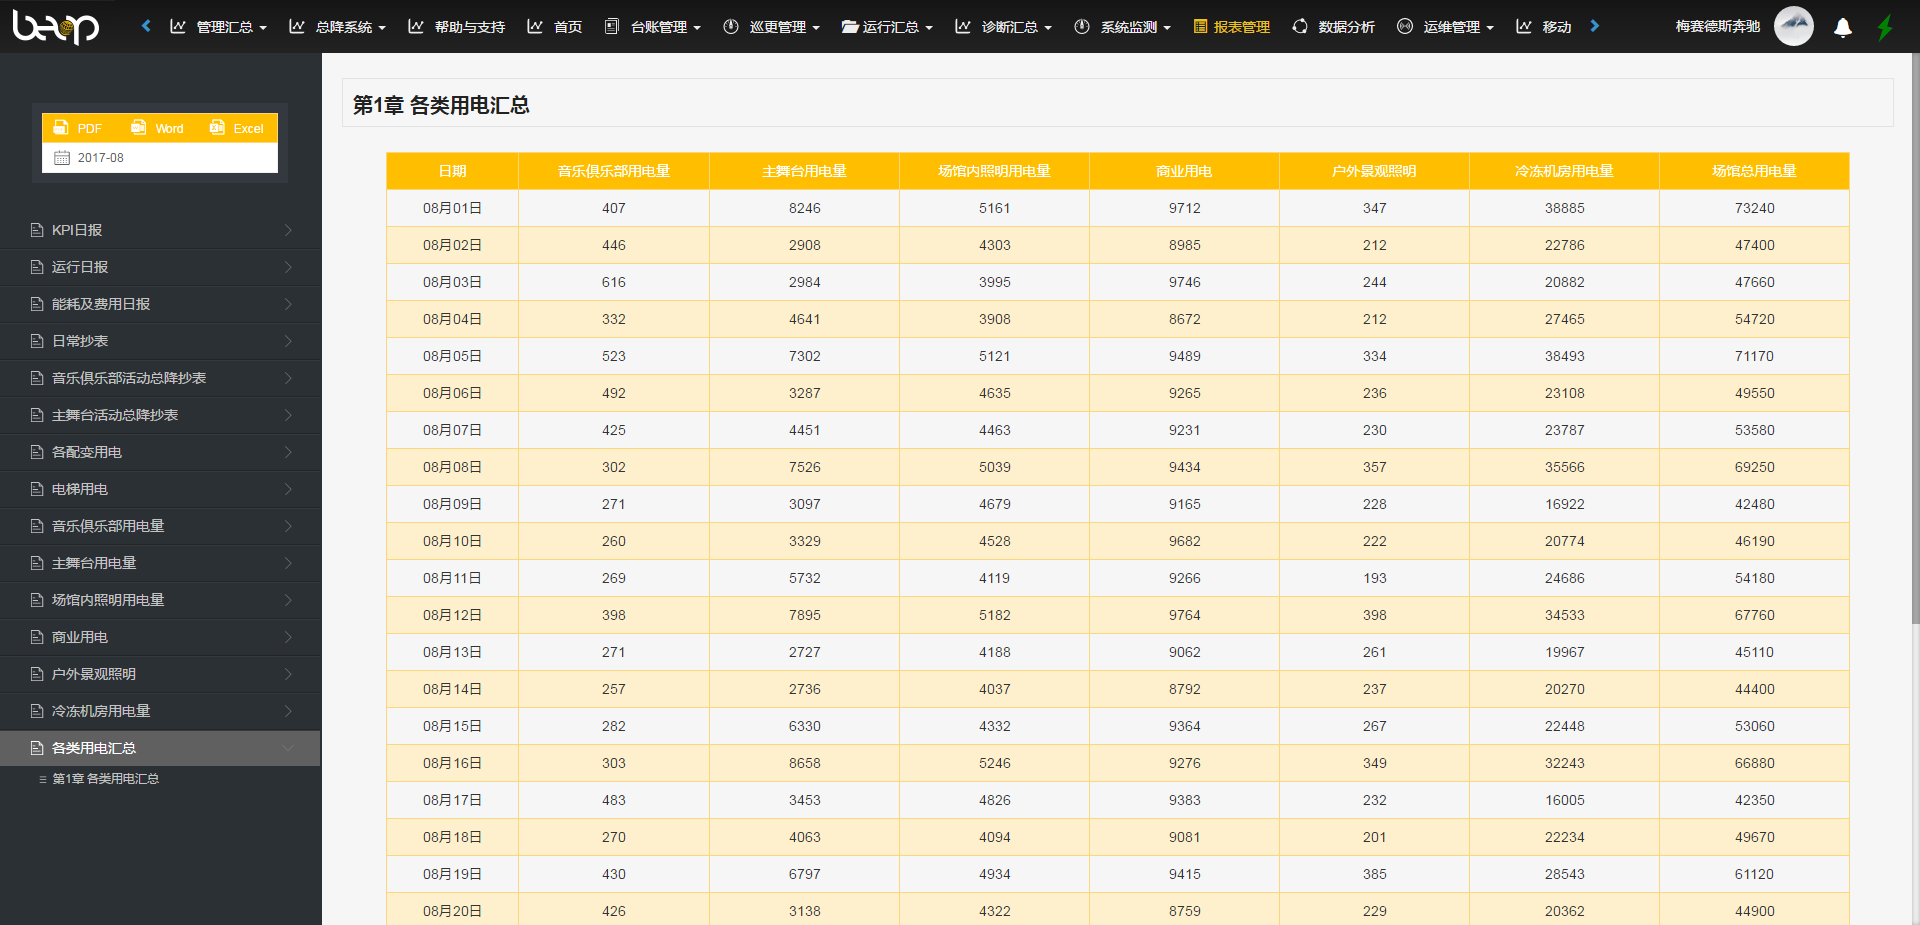 beop 管理汇总 总降系统 帮助与支持 首页 台账管理 巡更管理 运行汇总 诊断汇总 系统监测 报表管理 数据分析 运维管理 移动 梅赛德斯奔驰
PDF Word Excel
2017-08
KPI日报
运行日报
能耗及费用日报
日常抄表
音乐俱乐部活动总降抄表
主舞台活动总降抄表
各配变用电
电梯用电
音乐俱乐部用电量
主舞台用电量
场馆内照明用电量
商业用电
户外景观照明
冷冻机房用电量
各类用电汇总
第1章 各类用电汇总
第1章 各类用电汇总
日期 音乐俱乐部用电量 主舞台用电量 场馆内照明用电量 商业用电 户外景观照明 冷冻机房用电量 场馆总用电量
08月01日 407 8246 5161 9712 347 38885 73240
08月02日 446 2908 4303 8985 212 22786 47400
08月03日 616 2984 3995 9746 244 20882 47660
08月04日 332 4641 3908 8672 212 27465 54720
08月05日 523 7302 5121 9489 334 38493 71170
08月06日 492 3287 4635 9265 236 23108 49550
08月07日 425 4451 4463 9231 230 23787 53580
08月08日 302 7526 5039 9434 357 35566 69250
08月09日 271 3097 4679 9165 228 16922 42480
08月10日 260 3329 4528 9682 222 20774 46190
08月11日 269 5732 4119 9266 193 24686 54180
08月12日 398 7895 5182 9764 398 34533 67760
08月13日 271 2727 4188 9062 261 19967 45110
08月14日 257 2736 4037 8792 237 20270 44400
08月15日 282 6330 4332 9364 267 22448 53060
08月16日 303 8658 5246 9276 349 32243 66880
08月17日 483 3453 4826 9383 232 16005 42350
08月18日 270 4063 4094 9081 201 22234 49670
08月19日 430 6797 4934 9415 385 28543 61120
08月20日 426 3138 4322 8759 229 20362 44900